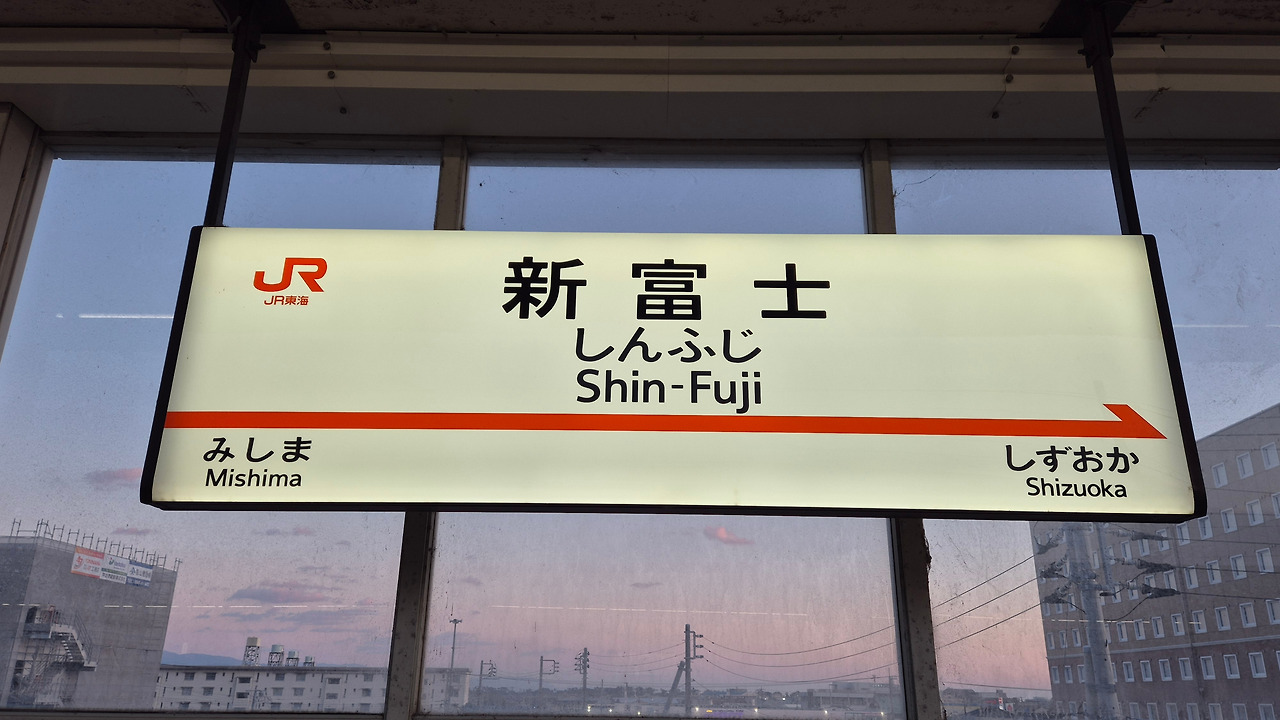 JR
JR東海
新富士
しんふじ
Shin-Fuji
みしま
Mishima
しずおか
Shizuoka